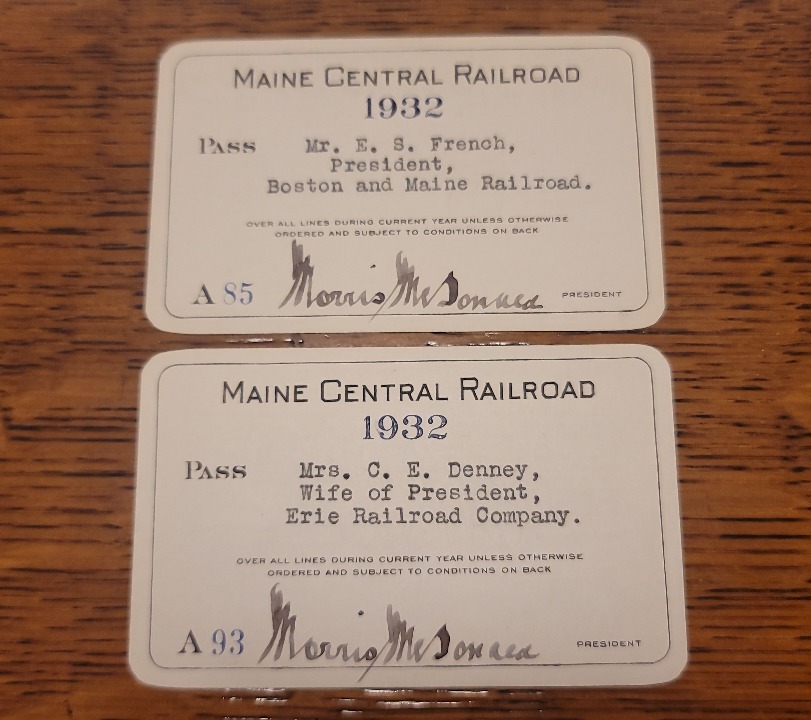 MAINE CENTRAL RAILROAD
1932
PASS Mr. E. S. French,
President,
Boston and Maine Railroad.
OVER ALL LINES DURING CURRENT YEAR UNLESS OTHERWISE
ORDERED AND SUBJECT TO CONDITIONS ON BACK
A 85 Morris McDonald PRESIDENT
MAINE CENTRAL RAILROAD
1932
PASS Mrs. C. E. Denney,
Wife of President,
Erie Railroad Company.
OVER ALL LINES DURING CURRENT YEAR UNLESS OTHERWISE
ORDERED AND SUBJECT TO CONDITIONS ON BACK
A 93 Morris McDonald PRESIDENT